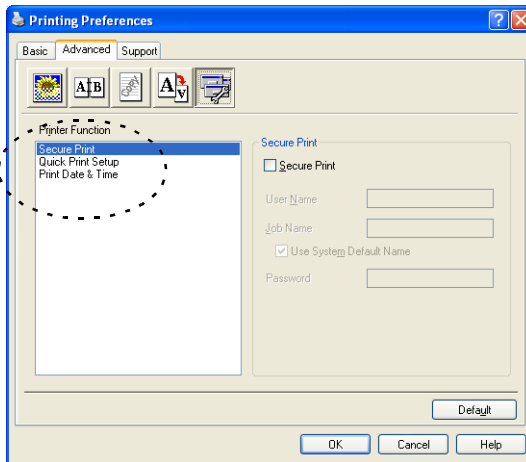 Printing Preferences
Basic Advanced Support
A B Copy A V
Printer Function
Secure Print
Quick Print Setup
Print Date & Time
Secure Print
Secure Print
User Name
Job Name
Use System Default Name
Password
Default
OK Cancel Help